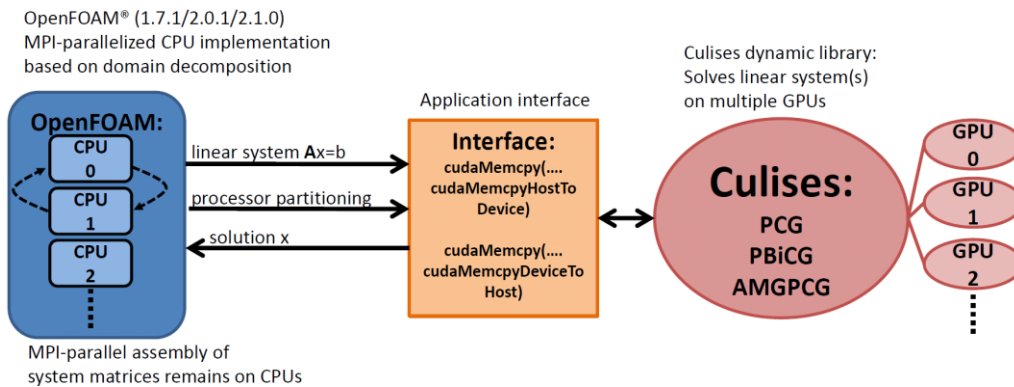 OpenFOAM® (1.7.1/2.0.1/2.1.0)
MPI-parallelized CPU implementation
based on domain decomposition
OpenFOAM:
CPU
0
CPU
1
CPU
2
MPI-parallel assembly of
system matrices remains on CPUs
linear system Ax=b
processor partitioning
solution x
Application interface
Interface:
cudaMemcpy(....
cudaMemcpyHostTo
Device)
cudaMemcpy(....
cudaMemcpyDeviceTo
Host)
Culises dynamic library:
Solves linear system(s)
on multiple GPUs
Culises:
PCG
PBiCG
AMGPCG
GPU
0
GPU
1
GPU
2